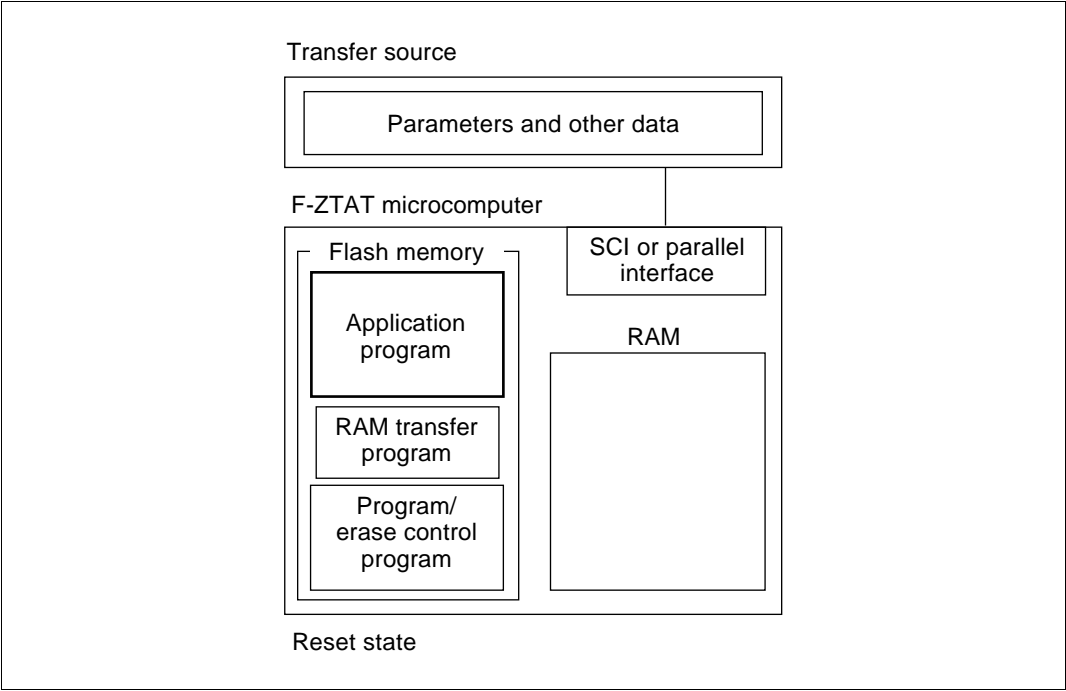 Transfer source
Parameters and other data
F-ZTAT microcomputer
Flash memory
SCI or parallel
interface
Application
program
RAM
RAM transfer
program
Program/
erase control
program
Reset state